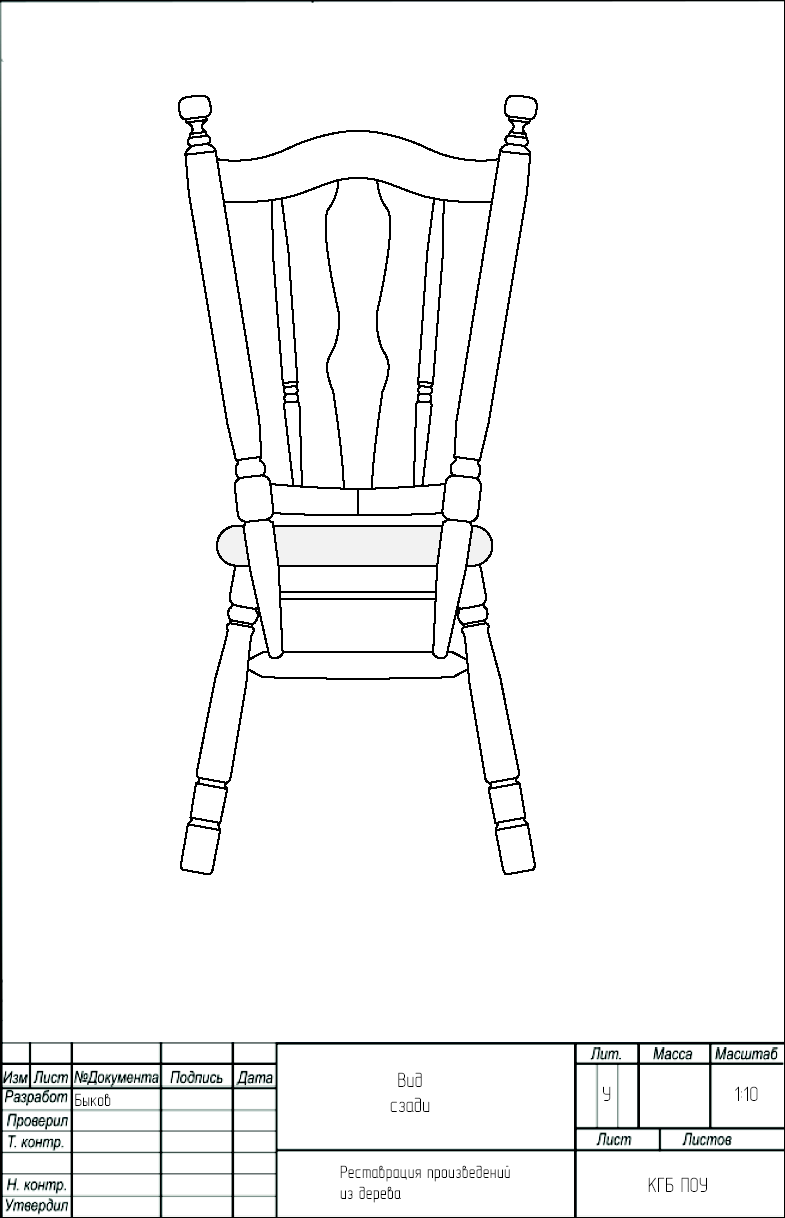 Изм Лист №Документа Подпись Дата
Разработ Быков
Проверил
Т. контр.
Н. контр.
Утвердил
Вид
сзади
Реставрация произведений
из дерева
Лит. Масса Масштаб
У 1:10
Лист Листов
КГБ ПОУ